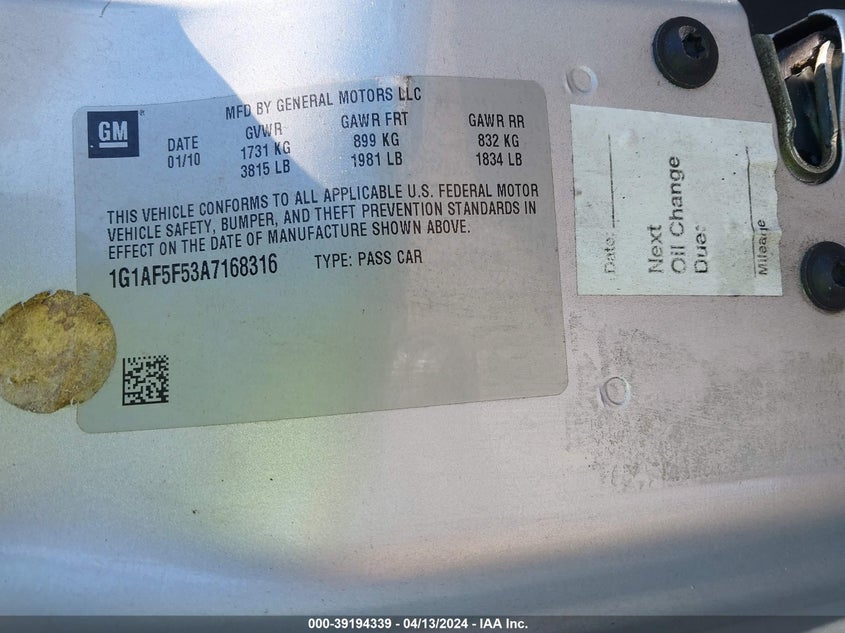 GM
MFD BY GENERAL MOTORS LLC
DATE GVWR GAWR FRT GAWR RR
01/10 1731 KG 899 KG 832 KG
3815 LB 1981 LB 1834 LB
THIS VEHICLE CONFORMS TO ALL APPLICABLE U.S. FEDERAL MOTOR
VEHICLE SAFETY, BUMPER, AND THEFT PREVENTION STANDARDS IN
EFFECT ON THE DATE OF MANUFACTURE SHOWN ABOVE.
1G1AF5F53A7168316 TYPE: PASS CAR
Date:
Next
Oil Change
Due:
Mileage
000-39194339 - 04/13/2024 - IAA Inc.